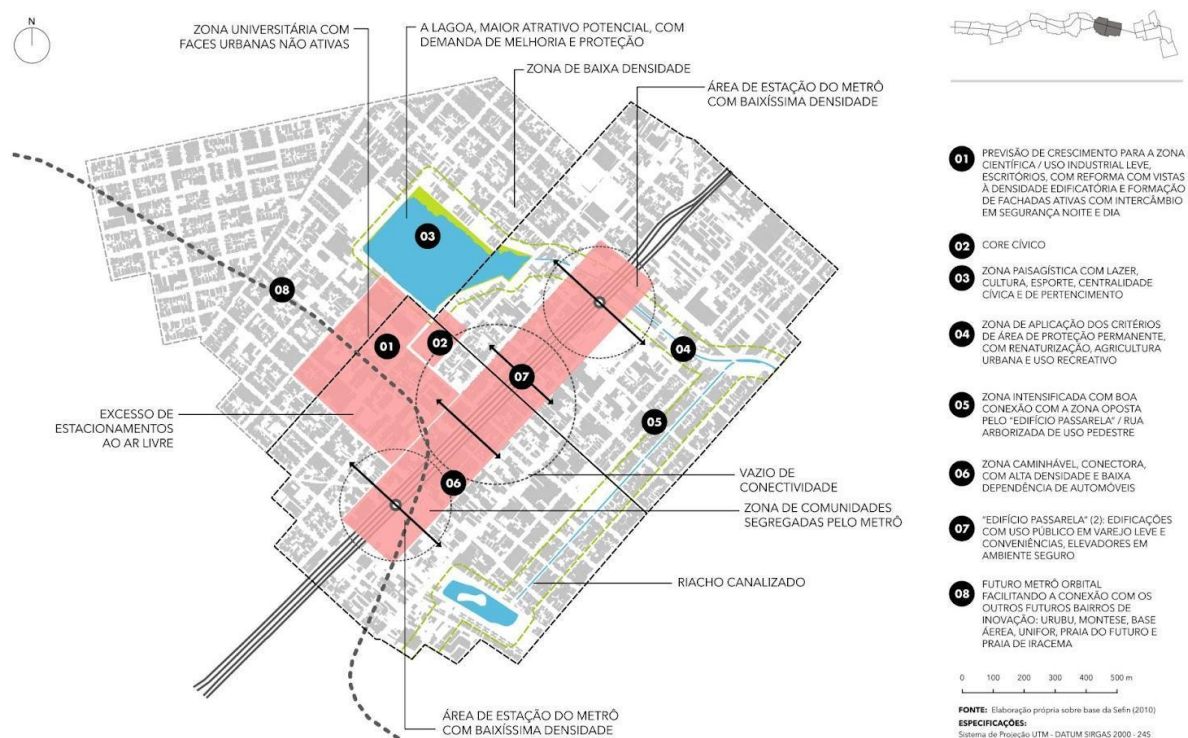 N
ZONA UNIVERSITÁRIA COM
FACES URBANAS NÃO ATIVAS
A LAGOA, MAIOR ATRATIVO POTENCIAL, COM
DEMANDA DE MELHORIA E PROTEÇÃO
ZONA DE BAIXA DENSIDADE
ÁREA DE ESTAÇÃO DO METRÔ
COM BAIXÍSSIMA DENSIDADE
03
08
01
02
07
04
05
06
EXCESSO DE
ESTACIONAMENTOS
AO AR LIVRE
VAZIO DE
CONECTIVIDADE
ZONA DE COMUNIDADES
SEGREGADAS PELO METRÔ
RIACHO CANALIZADO
ÁREA DE ESTAÇÃO DO METRÔ
COM BAIXÍSSIMA DENSIDADE
01 PREVISÃO DE CRESCIMENTO PARA A ZONA
CIENTÍFICA / USO INDUSTRIAL LEVE,
ESCRITÓRIOS, COM REFORMA COM VISTAS
À DENSIDADE EDIFICATÓRIA E FORMAÇÃO
DE FACHADAS ATIVAS COM INTERCÂMBIO
EM SEGURANÇA NOITE E DIA
02 CORE CÍVICO
03 ZONA PAISAGÍSTICA COM LAZER,
CULTURA, ESPORTE, CENTRALIDADE
CÍVICA E DE PERTENCIMENTO
04 ZONA DE APLICAÇÃO DOS CRITÉRIOS
DE ÁREA DE PROTEÇÃO PERMANENTE,
COM RENATURIZAÇÃO, AGRICULTURA
URBANA E USO RECREATIVO
05 ZONA INTENSIFICADA COM BOA
CONEXÃO COM A ZONA OPOSTA
PELO "EDIFÍCIO PASSARELA" / RUA
ARBORIZADA DE USO PEDESTRE
06 ZONA CAMINHÁVEL, CONECTORA,
COM ALTA DENSIDADE E BAIXA
DEPENDÊNCIA DE AUTOMÓVEIS
07 "EDIFÍCIO PASSARELA" (2): EDIFICAÇÕES
COM USO PÚBLICO EM VAREJO LEVE E
CONVENIÊNCIAS, ELEVADORES EM
AMBIENTE SEGURO
08 FUTURO METRÔ ORBITAL
FACILITANDO A CONEXÃO COM OS
OUTROS FUTUROS BAIRROS DE
INOVAÇÃO: URUBU, MONTESE, BASE
ÁEREA, UNIFOR, PRAIA DO FUTURO E
PRAIA DE IRACEMA
0 100 200 300 400 500 m
FONTE: Elaboração própria sobre base da Sefin (2010)
ESPECIFICAÇÕES:
Sistema de Projeção UTM - DATUM SIRGAS 2000 - 24S